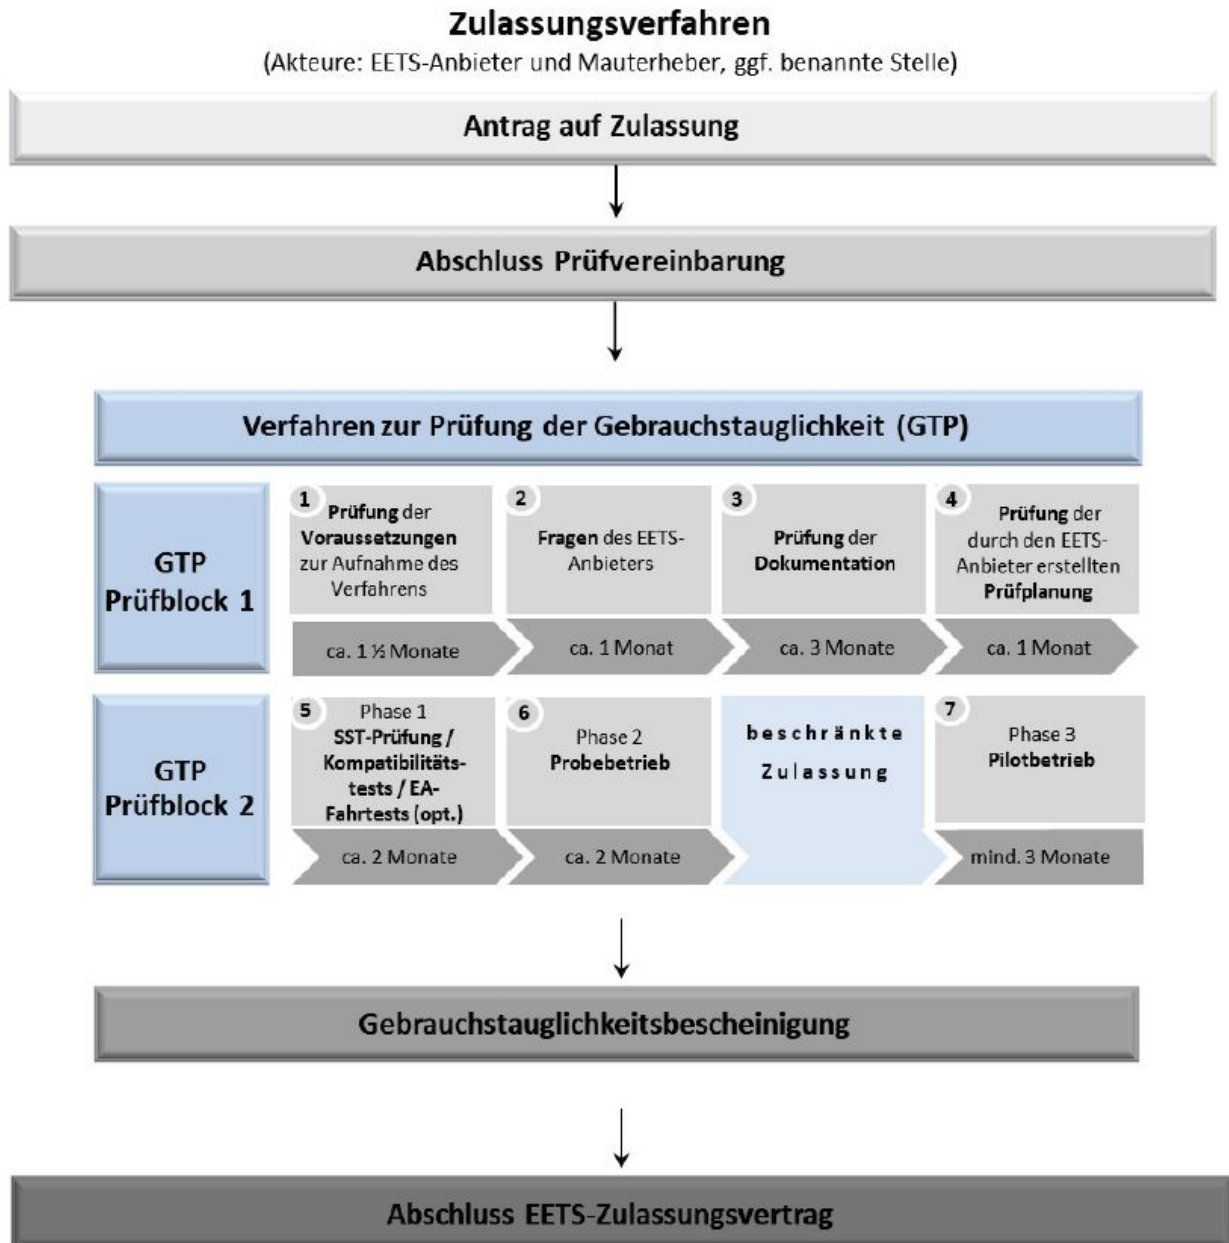 Zulassungsverfahren
(Akteure: EETS-Anbieter und Mauterheber, ggf. benannte Stelle)
Antrag auf Zulassung
Abschluss Prüfvereinbarung
Verfahren zur Prüfung der Gebrauchstauglichkeit (GTP)
GTP
Prüfblock 1
1
Prüfung der
Voraussetzungen
zur Aufnahme des
Verfahrens
ca. 1 ½ Monate
2
Fragen des EETS-
Anbieters
ca. 1 Monat
3
Prüfung der
Dokumentation
ca. 3 Monate
4
Prüfung der
durch den EETS-
Anbieter erstellten
Prüfplanung
ca. 1 Monat
GTP
Prüfblock 2
5
Phase 1
SST-Prüfung /
Kompatibilitäts-
tests / EA-
Fahrtests (opt.)
ca. 2 Monate
6
Phase 2
Probebetrieb
ca. 2 Monate
beschränkte
Zulassung
7
Phase 3
Pilotbetrieb
mind. 3 Monate
Gebrauchstauglichkeitsbescheinigung
Abschluss EETS-Zulassungsvertrag